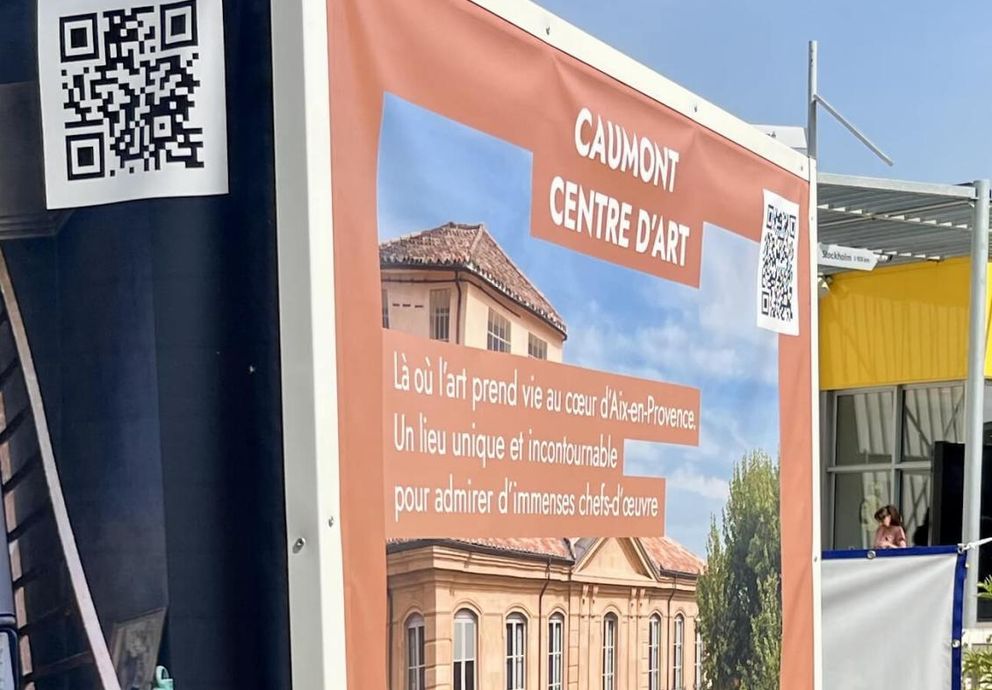 CAUMONT
CENTRE D'ART
Là où l'art prend vie au cœur d'Aix-en-Provence.
Un lieu unique et incontournable
pour admirer d'immenses chefs-d'œuvre
Stockholm